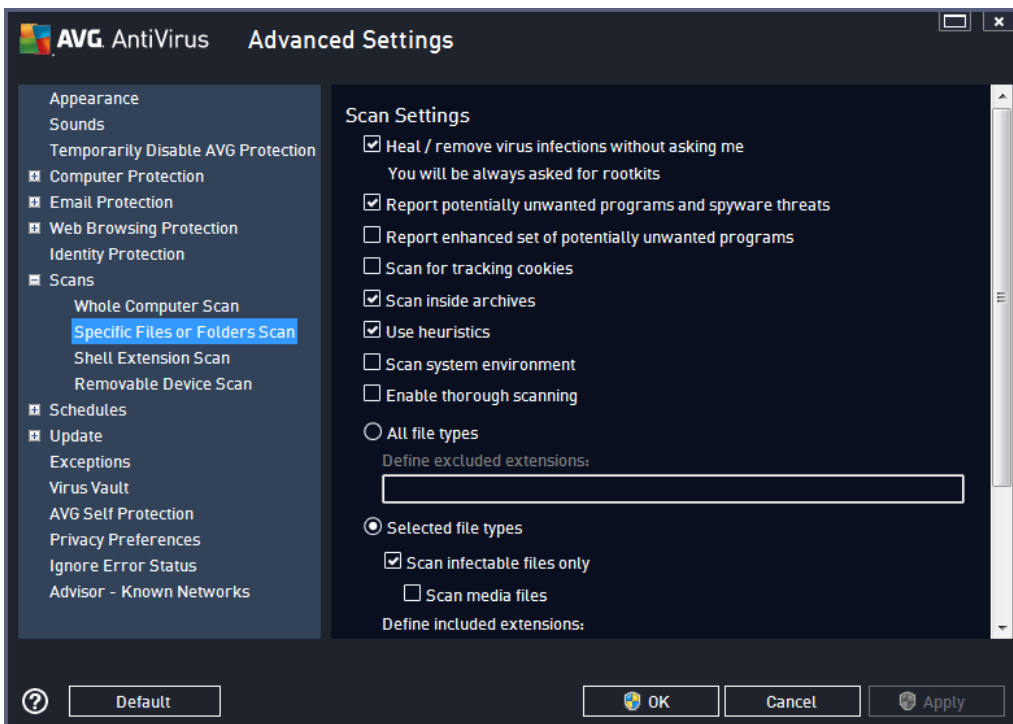 AVG. AntiVirus Advanced Settings
Appearance
Sounds
Temporarily Disable AVG Protection
Computer Protection
Email Protection
Web Browsing Protection
Identity Protection
Scans
Whole Computer Scan
Specific Files or Folders Scan
Shell Extension Scan
Removable Device Scan
Schedules
Update
Exceptions
Virus Vault
AVG Self Protection
Privacy Preferences
Ignore Error Status
Advisor - Known Networks
Scan Settings
Heal / remove virus infections without asking me
You will be always asked for rootkits
Report potentially unwanted programs and spyware threats
Report enhanced set of potentially unwanted programs
Scan for tracking cookies
Scan inside archives
Use heuristics
Scan system environment
Enable thorough scanning
All file types
Define excluded extensions:
Selected file types
Scan infectable files only
Scan media files
Define included extensions:
? Default OK Cancel Apply